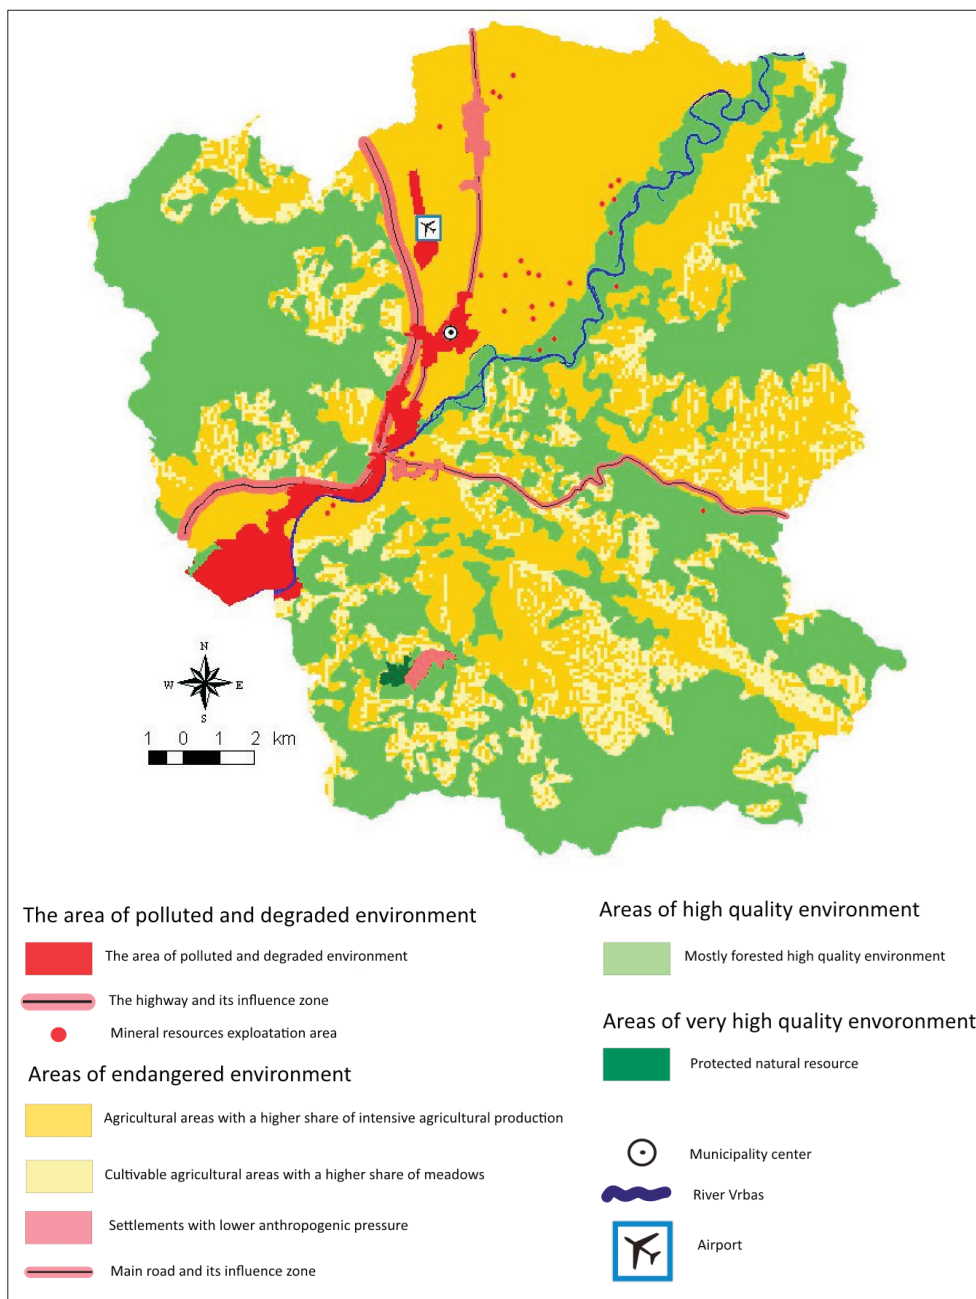 N
W E
S
1 0 1 2 km
The area of polluted and degraded environment
The area of polluted and degraded environment
The highway and its influence zone
Mineral resources exploatation area
Areas of endangered environment
Agricultural areas with a higher share of intensive agricultural production
Cultivable agricultural areas with a higher share of meadows
Settlements with lower anthropogenic pressure
Main road and its influence zone
Areas of high quality environment
Mostly forested high quality environment
Areas of very high quality envoronment
Protected natural resource
Municipality center
River Vrbas
Airport